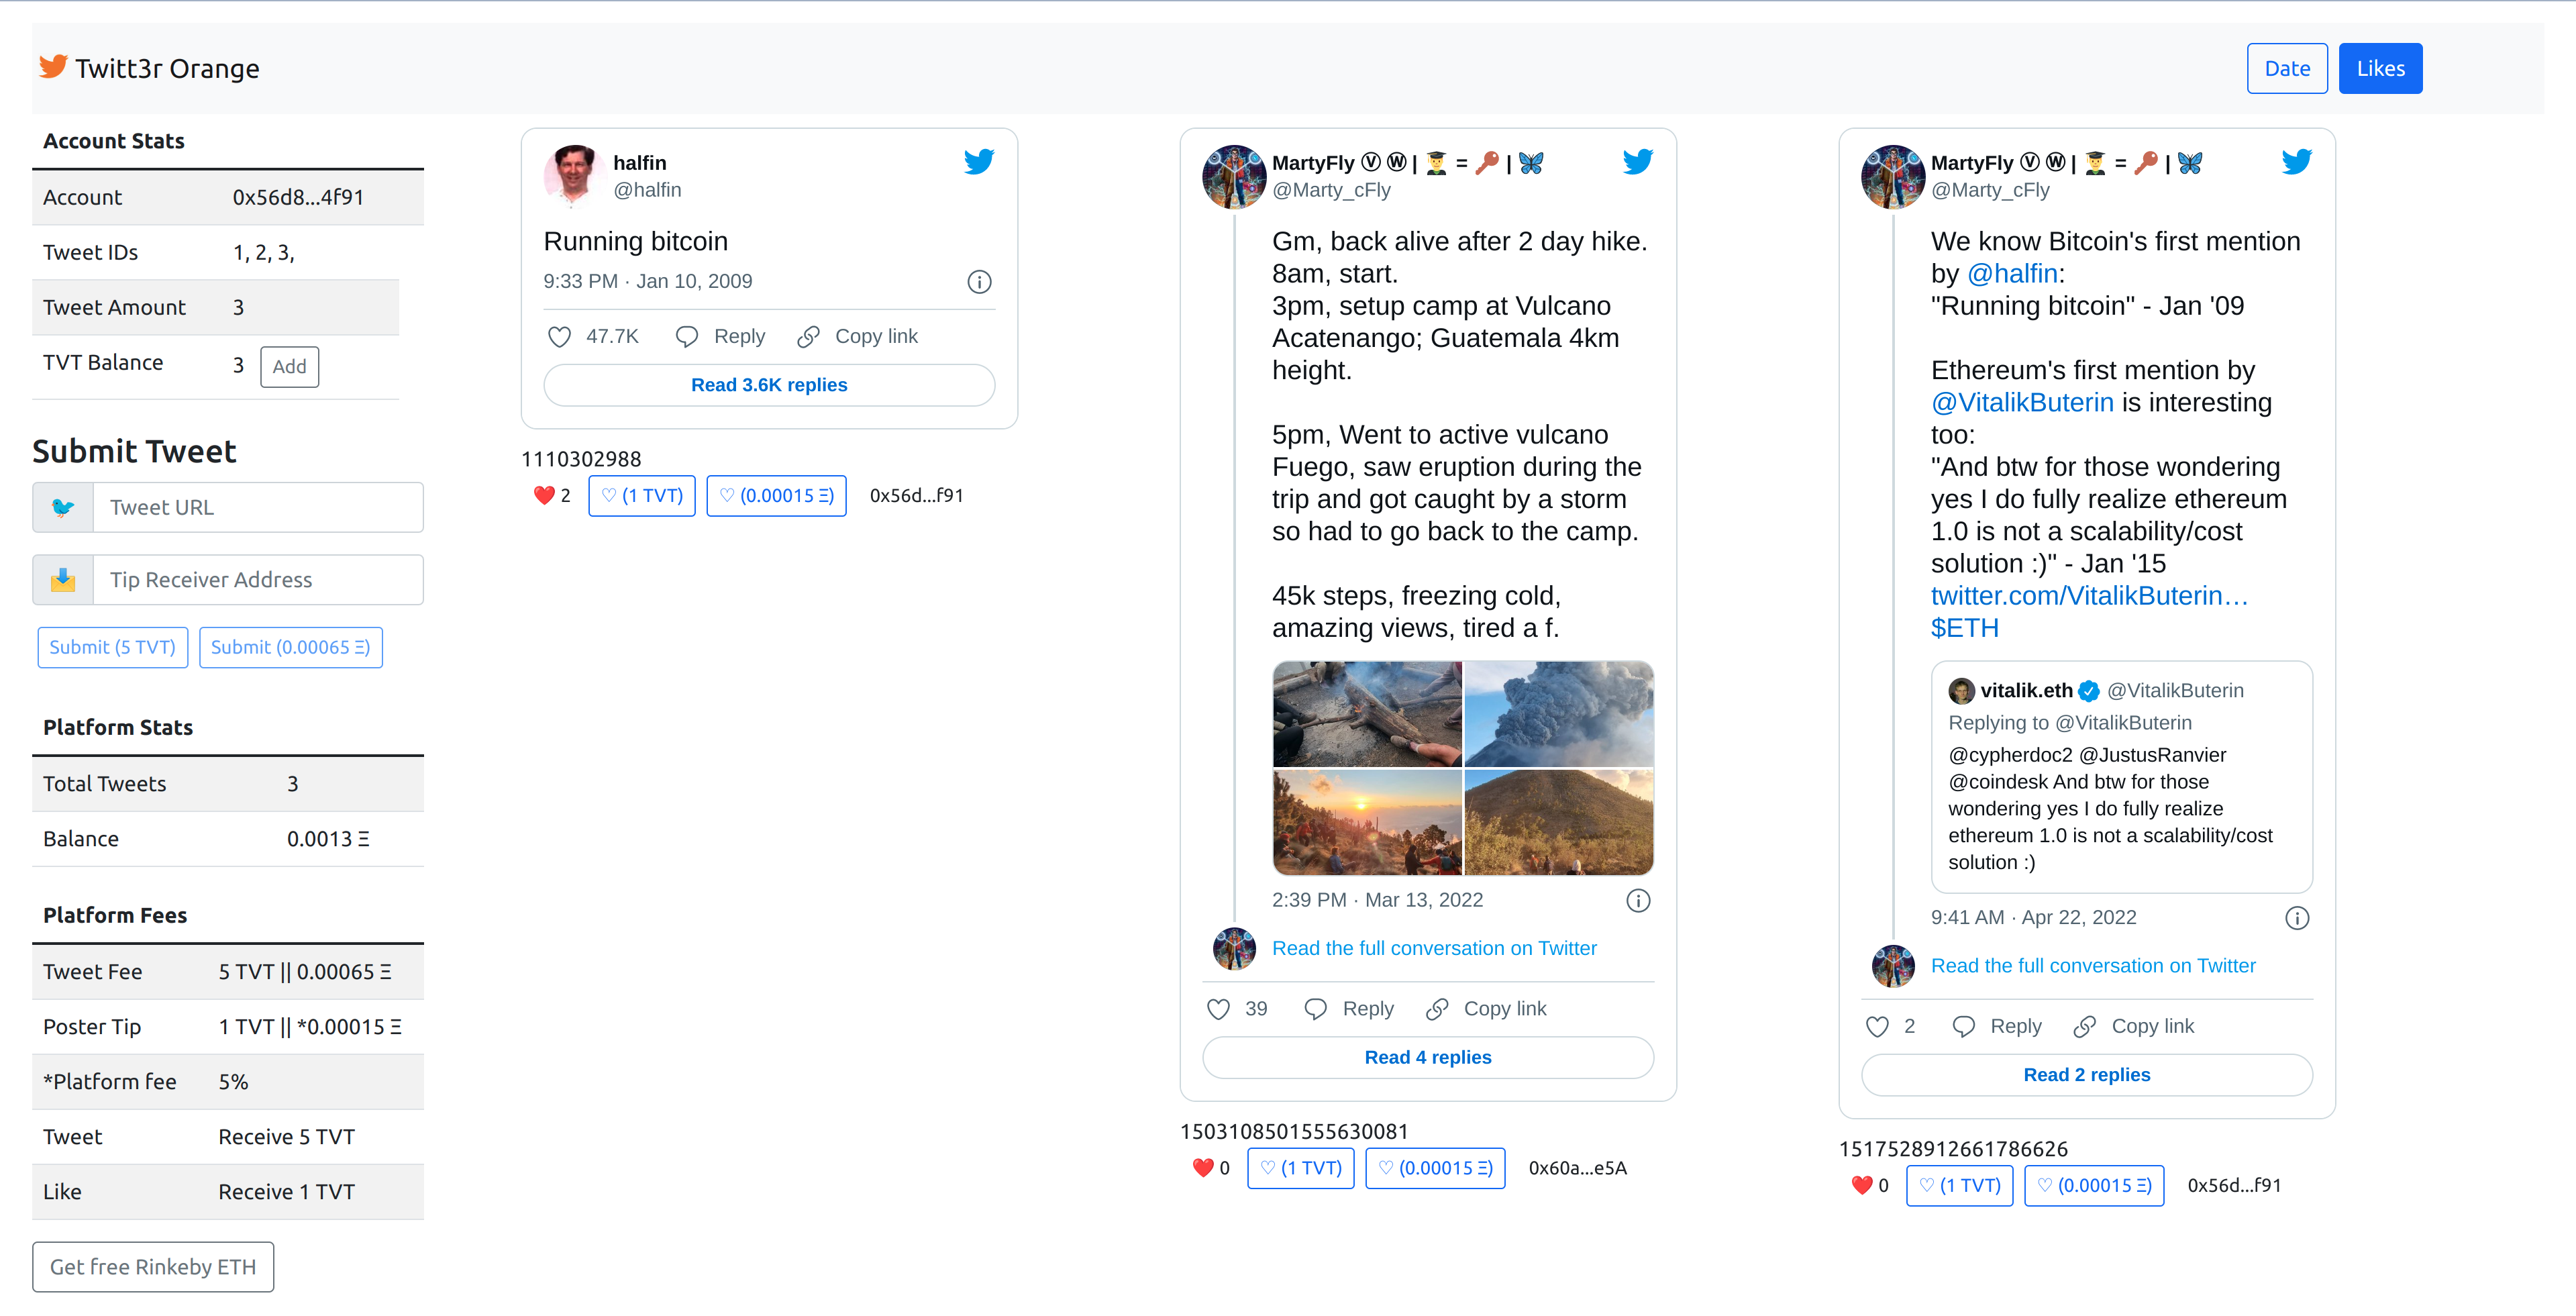 Twitt3r Orange
Date
Likes
Account Stats
Account 0x56d8...4f91
Tweet IDs 1, 2, 3,
Tweet Amount 3
TVT Balance 3 Add
Submit Tweet
Tweet URL
Tip Receiver Address
Submit (5 TVT) Submit (0.00065 Ξ)
Platform Stats
Total Tweets 3
Balance 0.0013 Ξ
Platform Fees
Tweet Fee 5 TVT || 0.00065 Ξ
Poster Tip 1 TVT || *0.00015 Ξ
*Platform fee 5%
Tweet Receive 5 TVT
Like Receive 1 TVT
Get free Rinkeby ETH
halfin
@halfin
Running bitcoin
9:33 PM · Jan 10, 2009
47.7K Reply Copy link
Read 3.6K replies
1110302988
❤️ 2 ♡ (1 TVT) ♡ (0.00015 Ξ) 0x56d...f91
MartyFly Ⓥ Ⓦ | 👨‍🎓 = 🔑 | 🦋
@Marty_cFly
Gm, back alive after 2 day hike.
8am, start.
3pm, setup camp at Vulcano
Acatenango; Guatemala 4km
height.
5pm, Went to active vulcano
Fuego, saw eruption during the
trip and got caught by a storm
so had to go back to the camp.
45k steps, freezing cold,
amazing views, tired a f.
2:39 PM · Mar 13, 2022
Read the full conversation on Twitter
39 Reply Copy link
Read 4 replies
1503108501555630081
❤️ 0 ♡ (1 TVT) ♡ (0.00015 Ξ) 0x60a...e5A
MartyFly Ⓥ Ⓦ | 👨‍🎓 = 🔑 | 🦋
@Marty_cFly
We know Bitcoin's first mention
by @halfin:
"Running bitcoin" - Jan '09
Ethereum's first mention by
@VitalikButerin is interesting
too:
"And btw for those wondering
yes I do fully realize ethereum
1.0 is not a scalability/cost
solution :)" - Jan '15
twitter.com/VitalikButerin…
$ETH
vitalik.eth @VitalikButerin
Replying to @VitalikButerin
@cypherdoc2 @JustusRanvier
@coindesk And btw for those
wondering yes I do fully realize
ethereum 1.0 is not a scalability/cost
solution :)
9:41 AM · Apr 22, 2022
Read the full conversation on Twitter
2 Reply Copy link
Read 2 replies
1517528912661786626
❤️ 0 ♡ (1 TVT) ♡ (0.00015 Ξ) 0x56d...f91